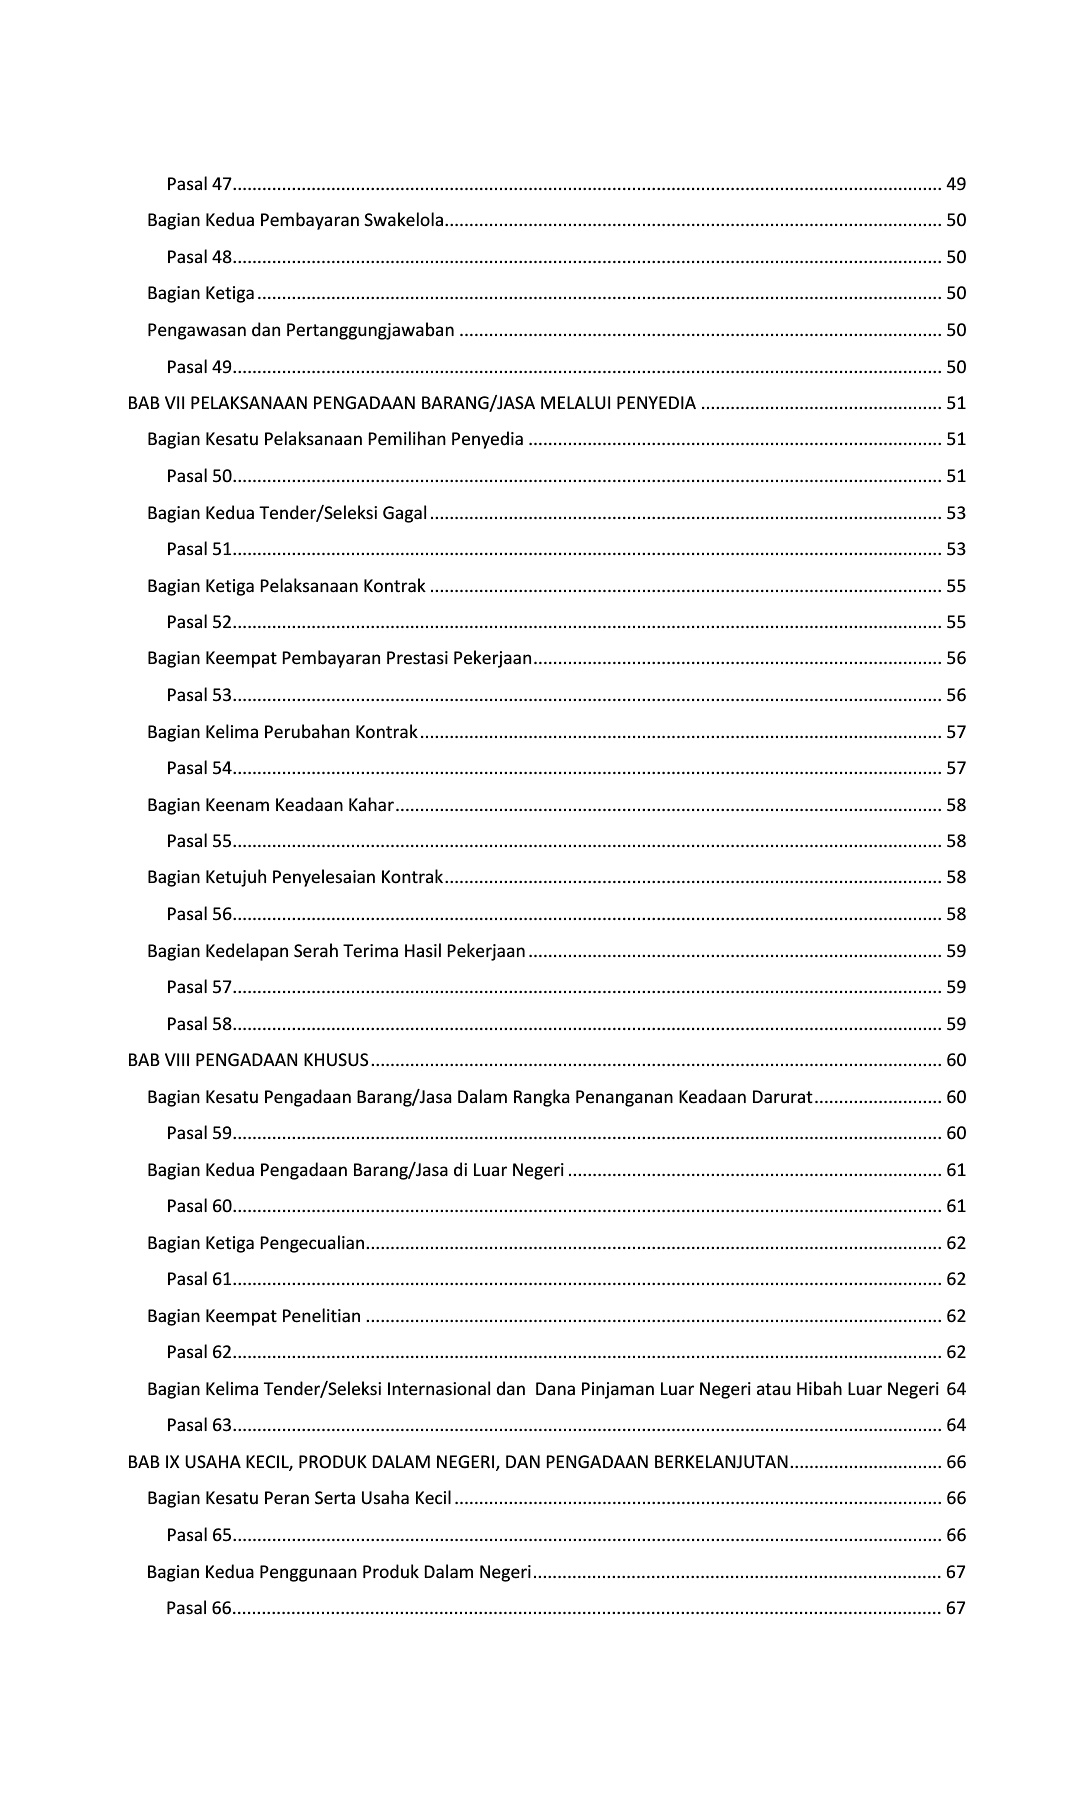 Pasal 47 ........ 49
Bagian Kedua Pembayaran Swakelola ........ 50
Pasal 48 ........ 50
Bagian Ketiga ........ 50
Pengawasan dan Pertanggungjawaban ........ 50
Pasal 49 ........ 50
BAB VII PELAKSANAAN PENGADAAN BARANG/JASA MELALUI PENYEDIA ........ 51
Bagian Kesatu Pelaksanaan Pemilihan Penyedia ........ 51
Pasal 50 ........ 51
Bagian Kedua Tender/Seleksi Gagal ........ 53
Pasal 51 ........ 53
Bagian Ketiga Pelaksanaan Kontrak ........ 55
Pasal 52 ........ 55
Bagian Keempat Pembayaran Prestasi Pekerjaan ........ 56
Pasal 53 ........ 56
Bagian Kelima Perubahan Kontrak ........ 57
Pasal 54 ........ 57
Bagian Keenam Keadaan Kahar ........ 58
Pasal 55 ........ 58
Bagian Ketujuh Penyelesaian Kontrak ........ 58
Pasal 56 ........ 58
Bagian Kedelapan Serah Terima Hasil Pekerjaan ........ 59
Pasal 57 ........ 59
Pasal 58 ........ 59
BAB VIII PENGADAAN KHUSUS ........ 60
Bagian Kesatu Pengadaan Barang/Jasa Dalam Rangka Penanganan Keadaan Darurat ........ 60
Pasal 59 ........ 60
Bagian Kedua Pengadaan Barang/Jasa di Luar Negeri ........ 61
Pasal 60 ........ 61
Bagian Ketiga Pengecualian ........ 62
Pasal 61 ........ 62
Bagian Keempat Penelitian ........ 62
Pasal 62 ........ 62
Bagian Kelima Tender/Seleksi Internasional dan  Dana Pinjaman Luar Negeri atau Hibah Luar Negeri 64
Pasal 63 ........ 64
BAB IX USAHA KECIL, PRODUK DALAM NEGERI, DAN PENGADAAN BERKELANJUTAN ........ 66
Bagian Kesatu Peran Serta Usaha Kecil ........ 66
Pasal 65 ........ 66
Bagian Kedua Penggunaan Produk Dalam Negeri ........ 67
Pasal 66 ........ 67